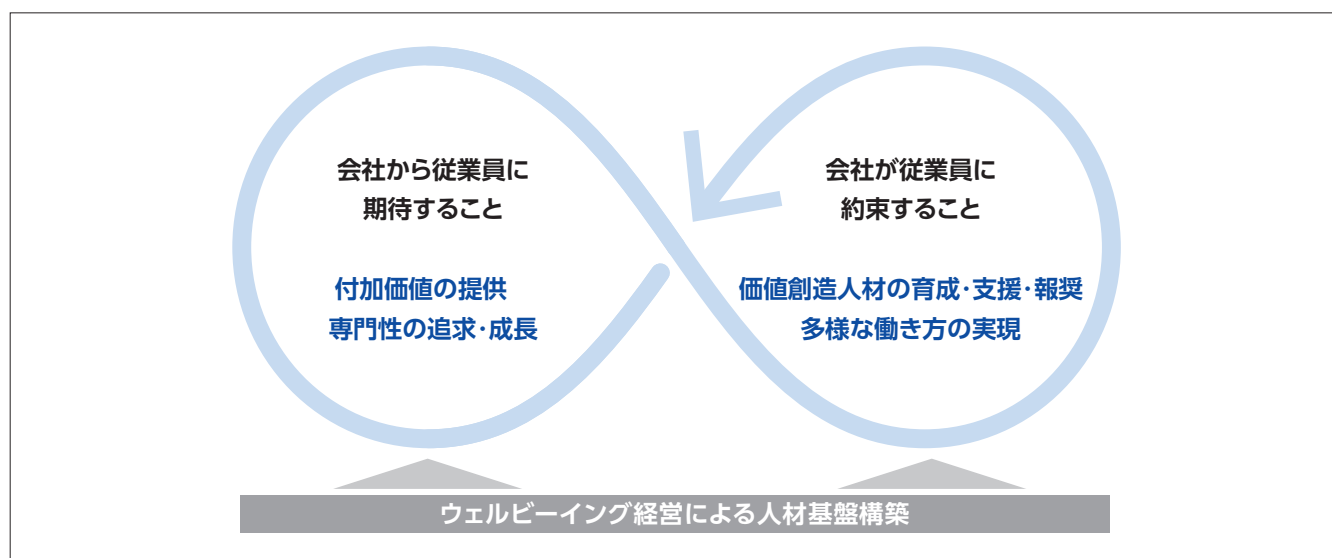 会社から従業員に
期待すること
付加価値の提供
専門性の追求・成長
会社が従業員に
約束すること
価値創造人材の育成・支援・報奨
多様な働き方の実現
ウェルビーイング経営による人材基盤構築